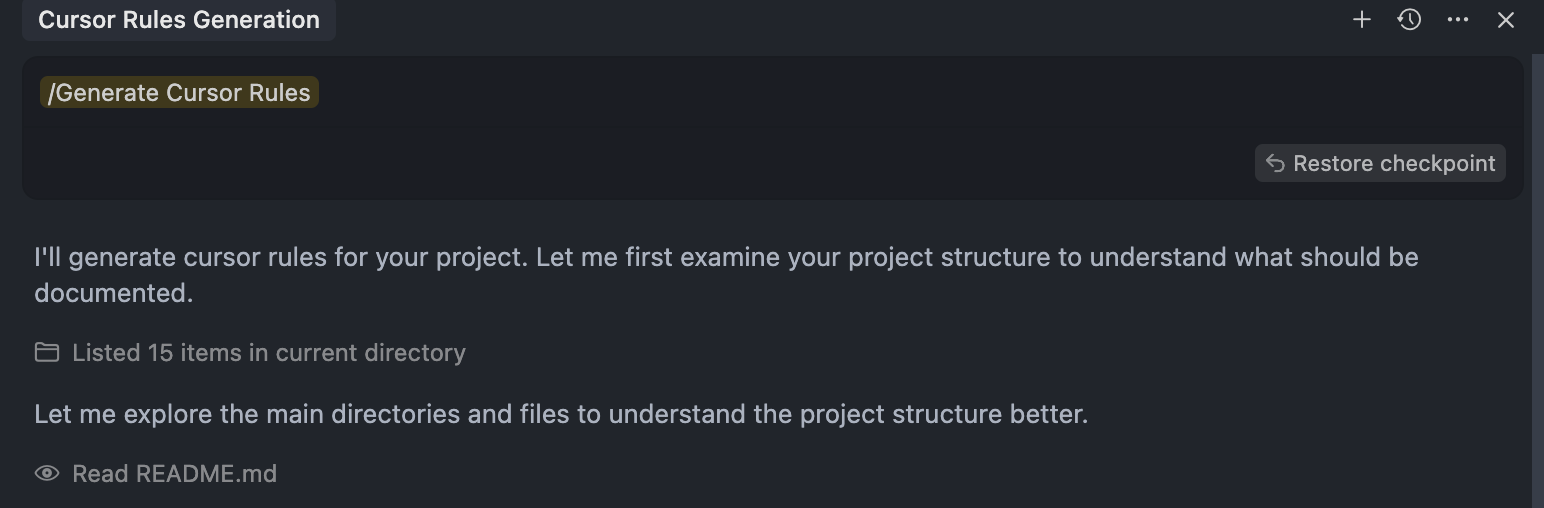 Cursor Rules Generation
/Generate Cursor Rules
Restore checkpoint
I'll generate cursor rules for your project. Let me first examine your project structure to understand what should be
documented.
Listed 15 items in current directory
Let me explore the main directories and files to understand the project structure better.
Read README.md